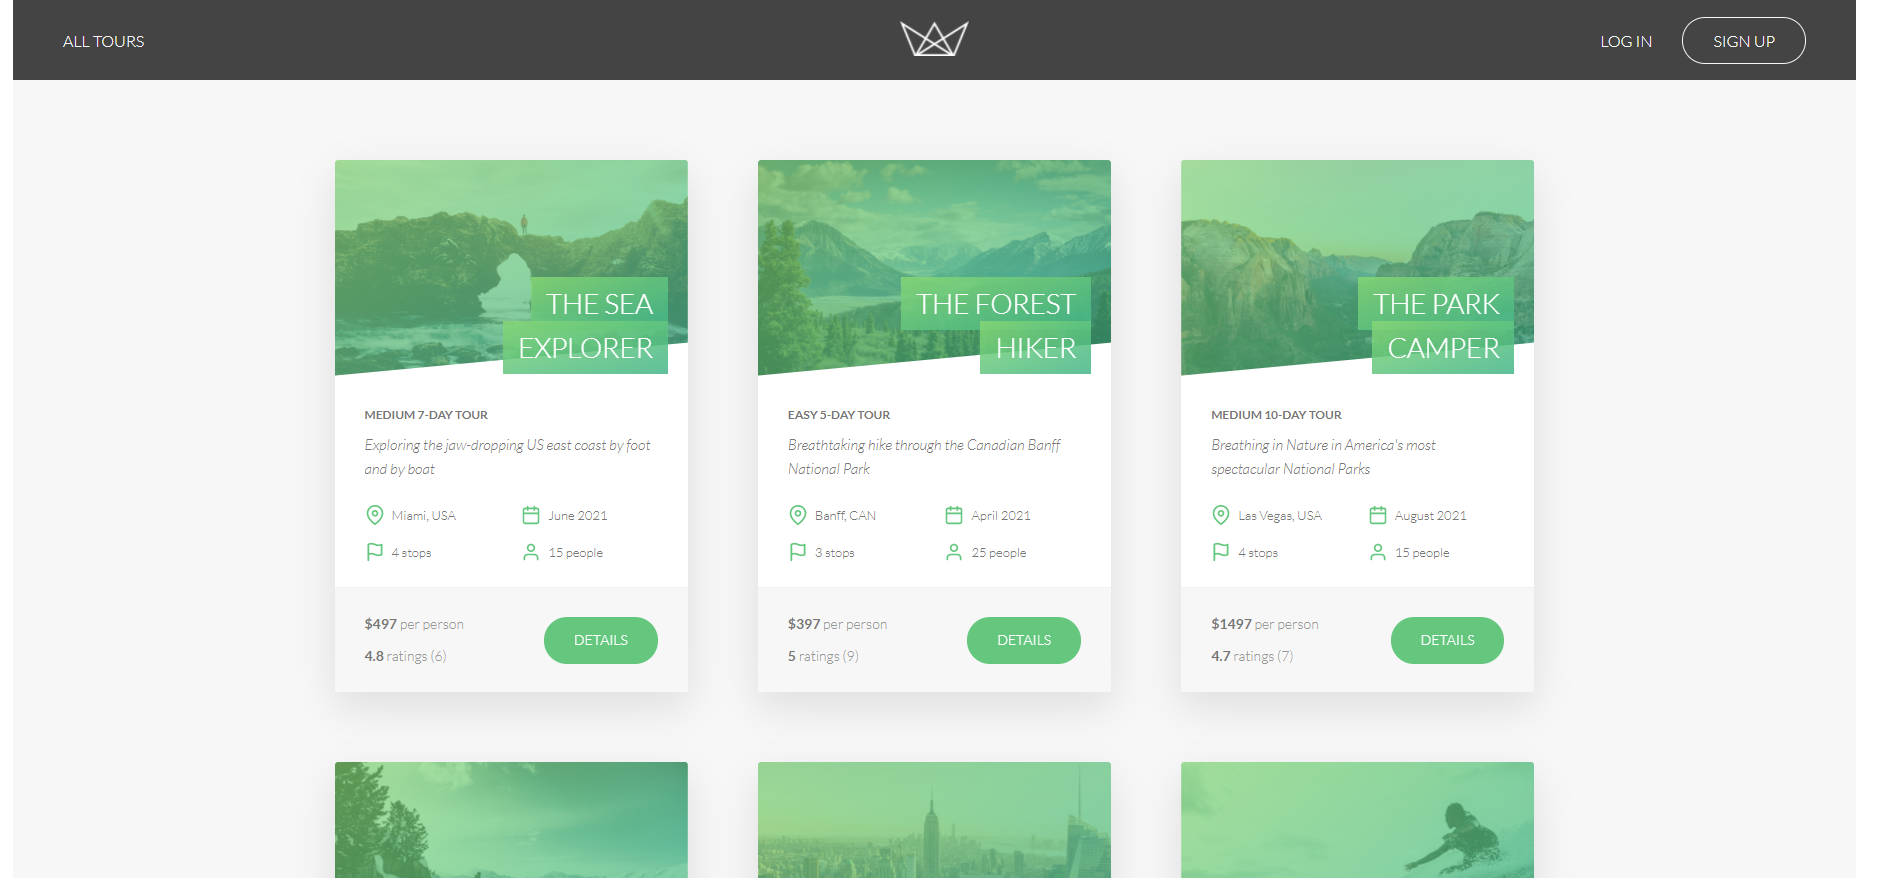 ALL TOURS
LOG IN
SIGN UP
THE SEA
EXPLORER
MEDIUM 7-DAY TOUR
Exploring the jaw-dropping US east coast by foot
and by boat
Miami, USA
June 2021
4 stops
15 people
$497 per person
4.8 ratings (6)
DETAILS
THE FOREST
HIKER
EASY 5-DAY TOUR
Breathtaking hike through the Canadian Banff
National Park
Banff, CAN
April 2021
3 stops
25 people
$397 per person
5 ratings (9)
DETAILS
THE PARK
CAMPER
MEDIUM 10-DAY TOUR
Breathing in Nature in America's most
spectacular National Parks
Las Vegas, USA
August 2021
4 stops
15 people
$1497 per person
4.7 ratings (7)
DETAILS